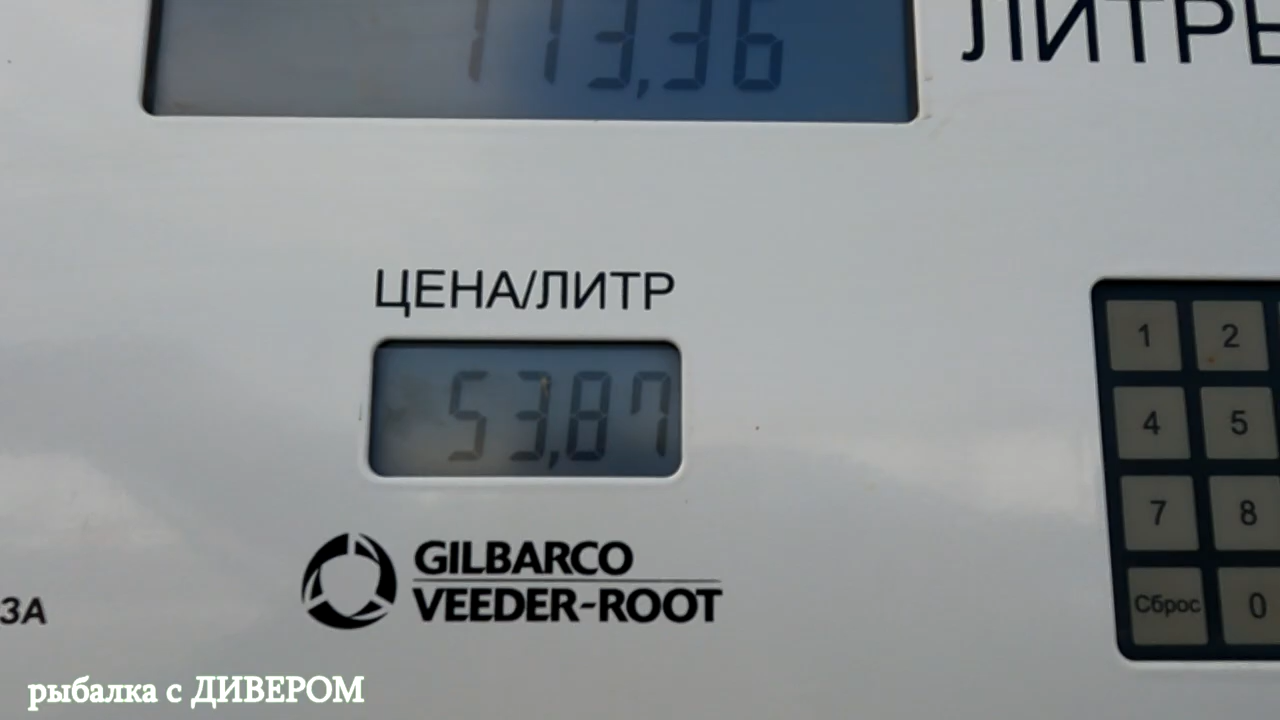 113,36
ЛИТРЫ
ЦЕНА/ЛИТР
53,87
1 2
4 5
7 8
Сброс 0
GILBARCO
VEEDER-ROOT
ЗА
рыбалка с ДИВЕРОМ